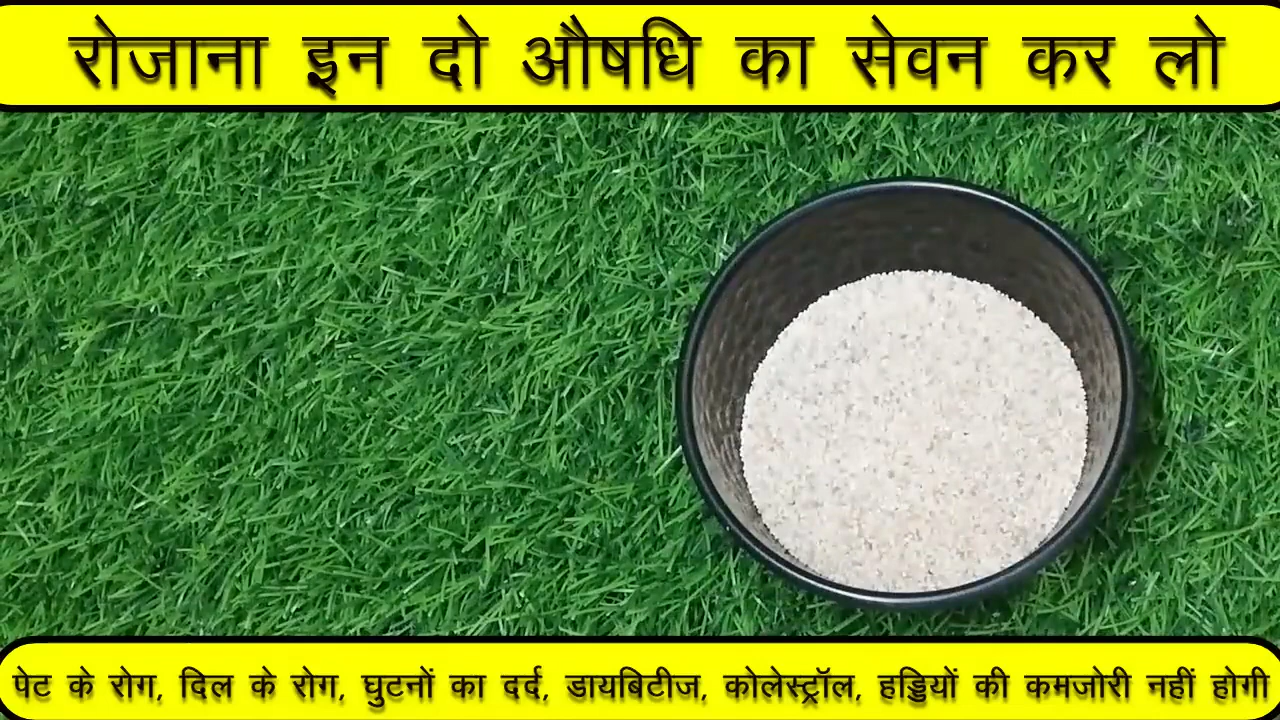 रोजाना इन दो औषधि का सेवन कर लो
पेट के रोग, दिल के रोग, घुटनों का दर्द, डायबिटीज, कोलेस्ट्रॉल, हड्डियों की कमजोरी नहीं होगी